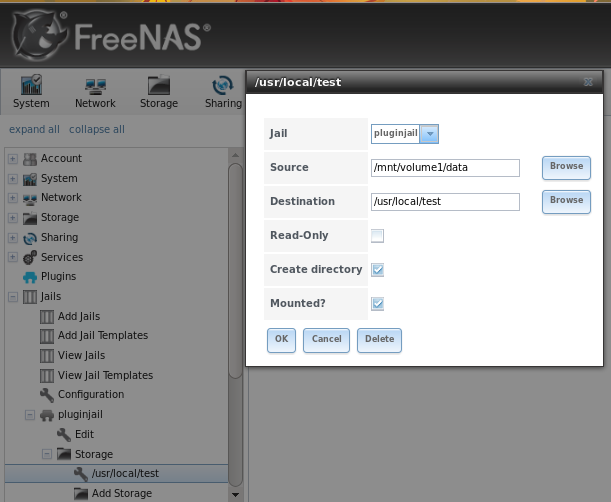 FreeNAS®
System
Network
Storage
Sharing
expand all
collapse all
Account
System
Network
Storage
Sharing
Services
Plugins
Jails
Add Jails
Add Jail Templates
View Jails
View Jail Templates
Configuration
pluginjail
Edit
Storage
/usr/local/test
Add Storage
/usr/local/test
Jail
pluginjail
Source
/mnt/volume1/data
Browse
Destination
/usr/local/test
Browse
Read-Only
Create directory
Mounted?
OK
Cancel
Delete